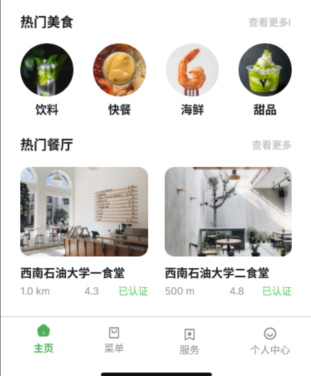 热门美食 查看更多
饮料 快餐 海鲜 甜品
热门餐厅 查看更多
西南石油大学一食堂 西南石油大学二食堂
1.0 km 4.3 已认证 500 m 4.8 已认证
主页 菜单 服务 个人中心